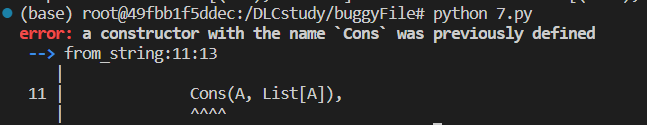 (base) root@49fbb1f5ddec:/DLCstudy/buggyFile# python 7.py
error: a constructor with the name `Cons` was previously defined
--> from_string:11:13
|
11 | Cons(A, List[A]),
| ^^^^